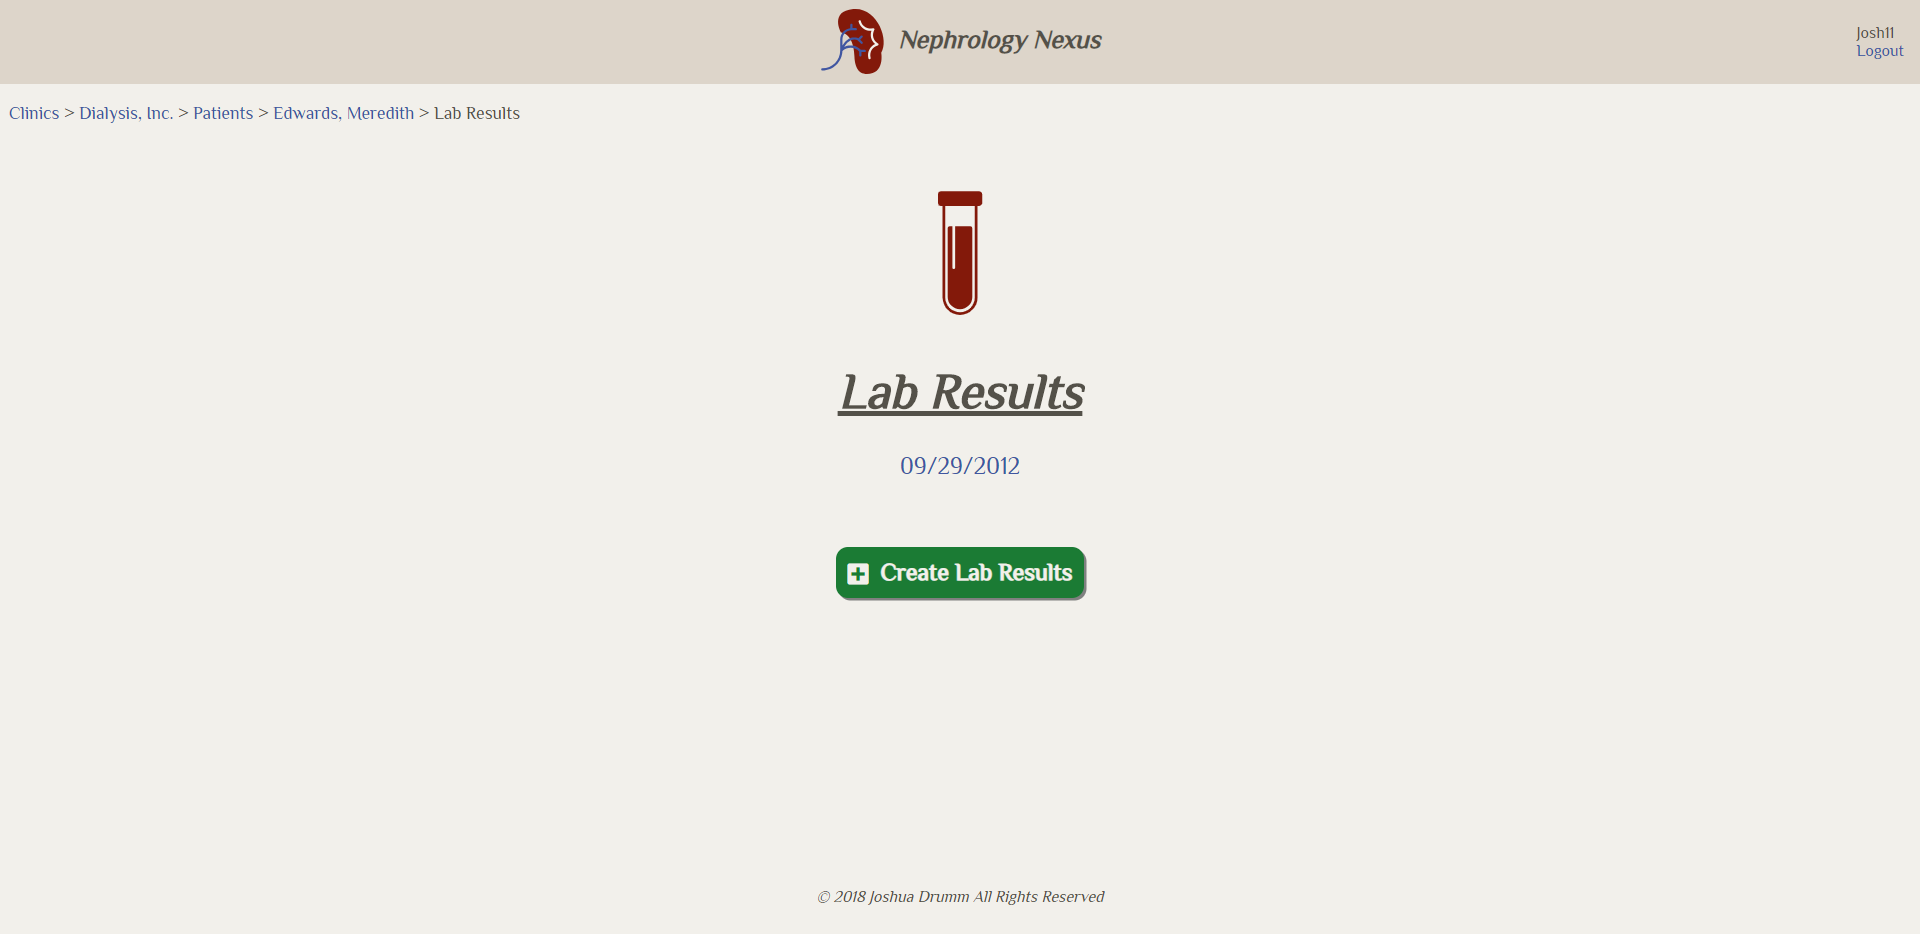 Nephrology Nexus
Josh11
Logout
Clinics > Dialysis, Inc. > Patients > Edwards, Meredith > Lab Results
Lab Results
09/29/2012
Create Lab Results
© 2018 Joshua Drumm All Rights Reserved